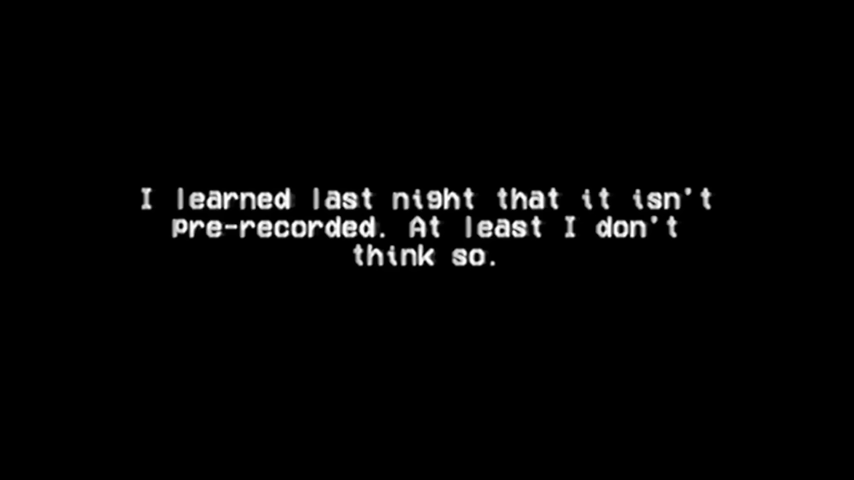 I learned last night that it isn't
pre-recorded. At least I don't
think so.